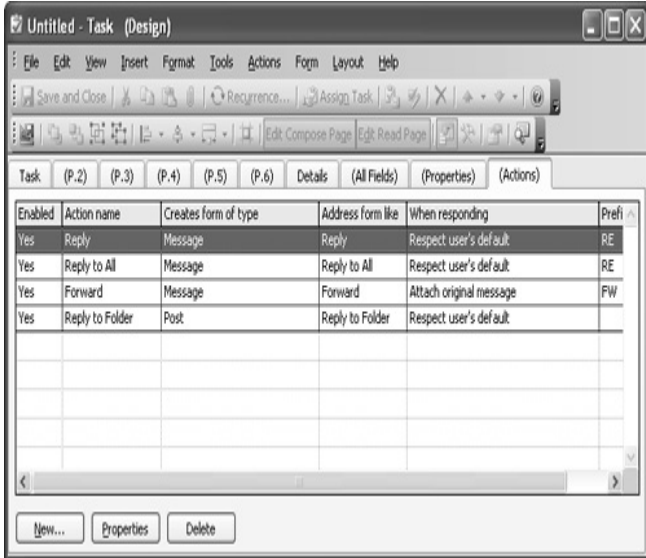 Untitled - Task (Design)
File Edit View Insert Format Tools Actions Form Layout Help
Save and Close Recurrence... Assign Task
Edit Compose Page Edit Read Page
Task (P.2) (P.3) (P.4) (P.5) (P.6) Details (All Fields) (Properties) (Actions)
Enabled Action name Creates form of type Address form like When responding Prefi
Yes Reply Message Reply Respect user's default RE
Yes Reply to All Message Reply to All Respect user's default RE
Yes Forward Message Forward Attach original message FW
Yes Reply to Folder Post Reply to Folder Respect user's default
New... Properties Delete